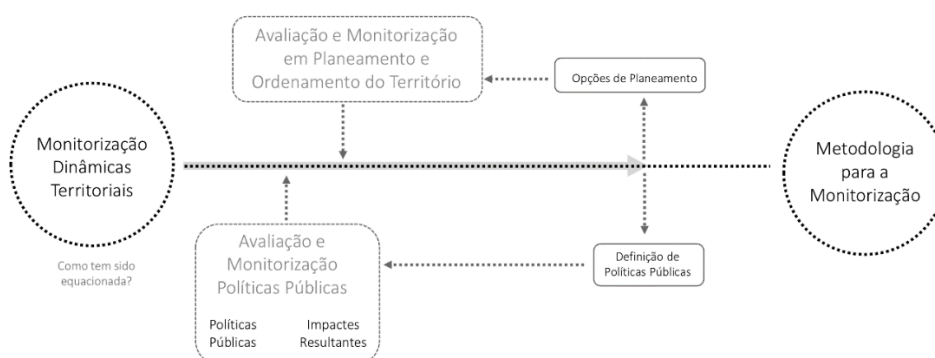 Avaliação e Monitorização
em Planeamento e
Ordenamento do Território
Opções de Planeamento
Monitorização
Dinâmicas
Territoriais
Metodologia
para a
Monitorização
Como tem sido
equacionada?
Avaliação e
Monitorização
Políticas Públicas
Políticas
Públicas
Impactes
Resultantes
Definição de
Políticas Públicas